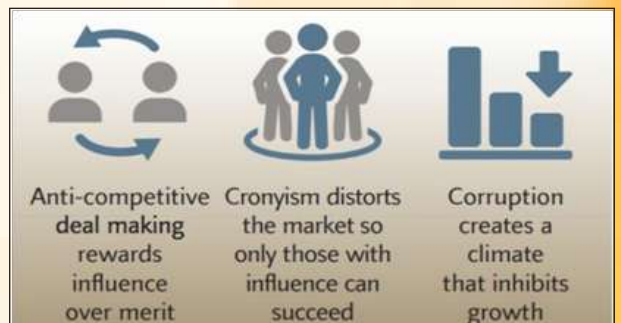 Anti-competitive
deal making
rewards
influence
over merit
Cronyism distorts
the market so
only those with
influence can
succeed
Corruption
creates a
climate
that inhibits
growth